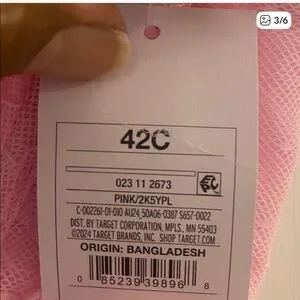 3/6
42C
023 11 2673
PINK/2K5YPL
C-002261-01-010 AU24,50A06-0387 S657-0022
DIST. BY TARGET CORPORATION, MPLS., MN 55403
©2024 TARGET BRANDS, INC. SHOP TARGET.COM
ORIGIN: BANGLADESH
0 85239 39896 8